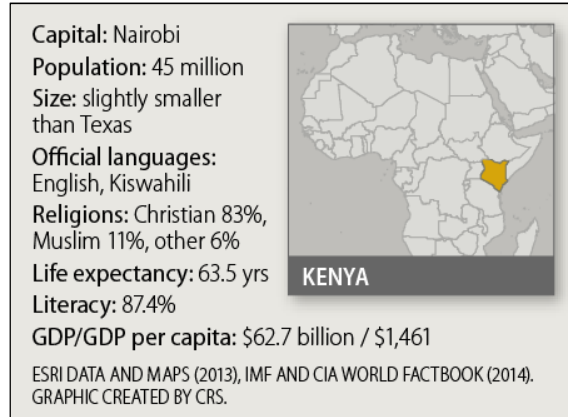 Capital: Nairobi
Population: 45 million
Size: slightly smaller
than Texas
Official languages:
English, Kiswahili
Religions: Christian 83%,
Muslim 11%, other 6%
Life expectancy: 63.5 yrs
Literacy: 87.4%
GDP/GDP per capita: $62.7 billion / $1,461
ESRI DATA AND MAPS (2013), IMF AND CIA WORLD FACTBOOK (2014).
GRAPHIC CREATED BY CRS.
KENYA